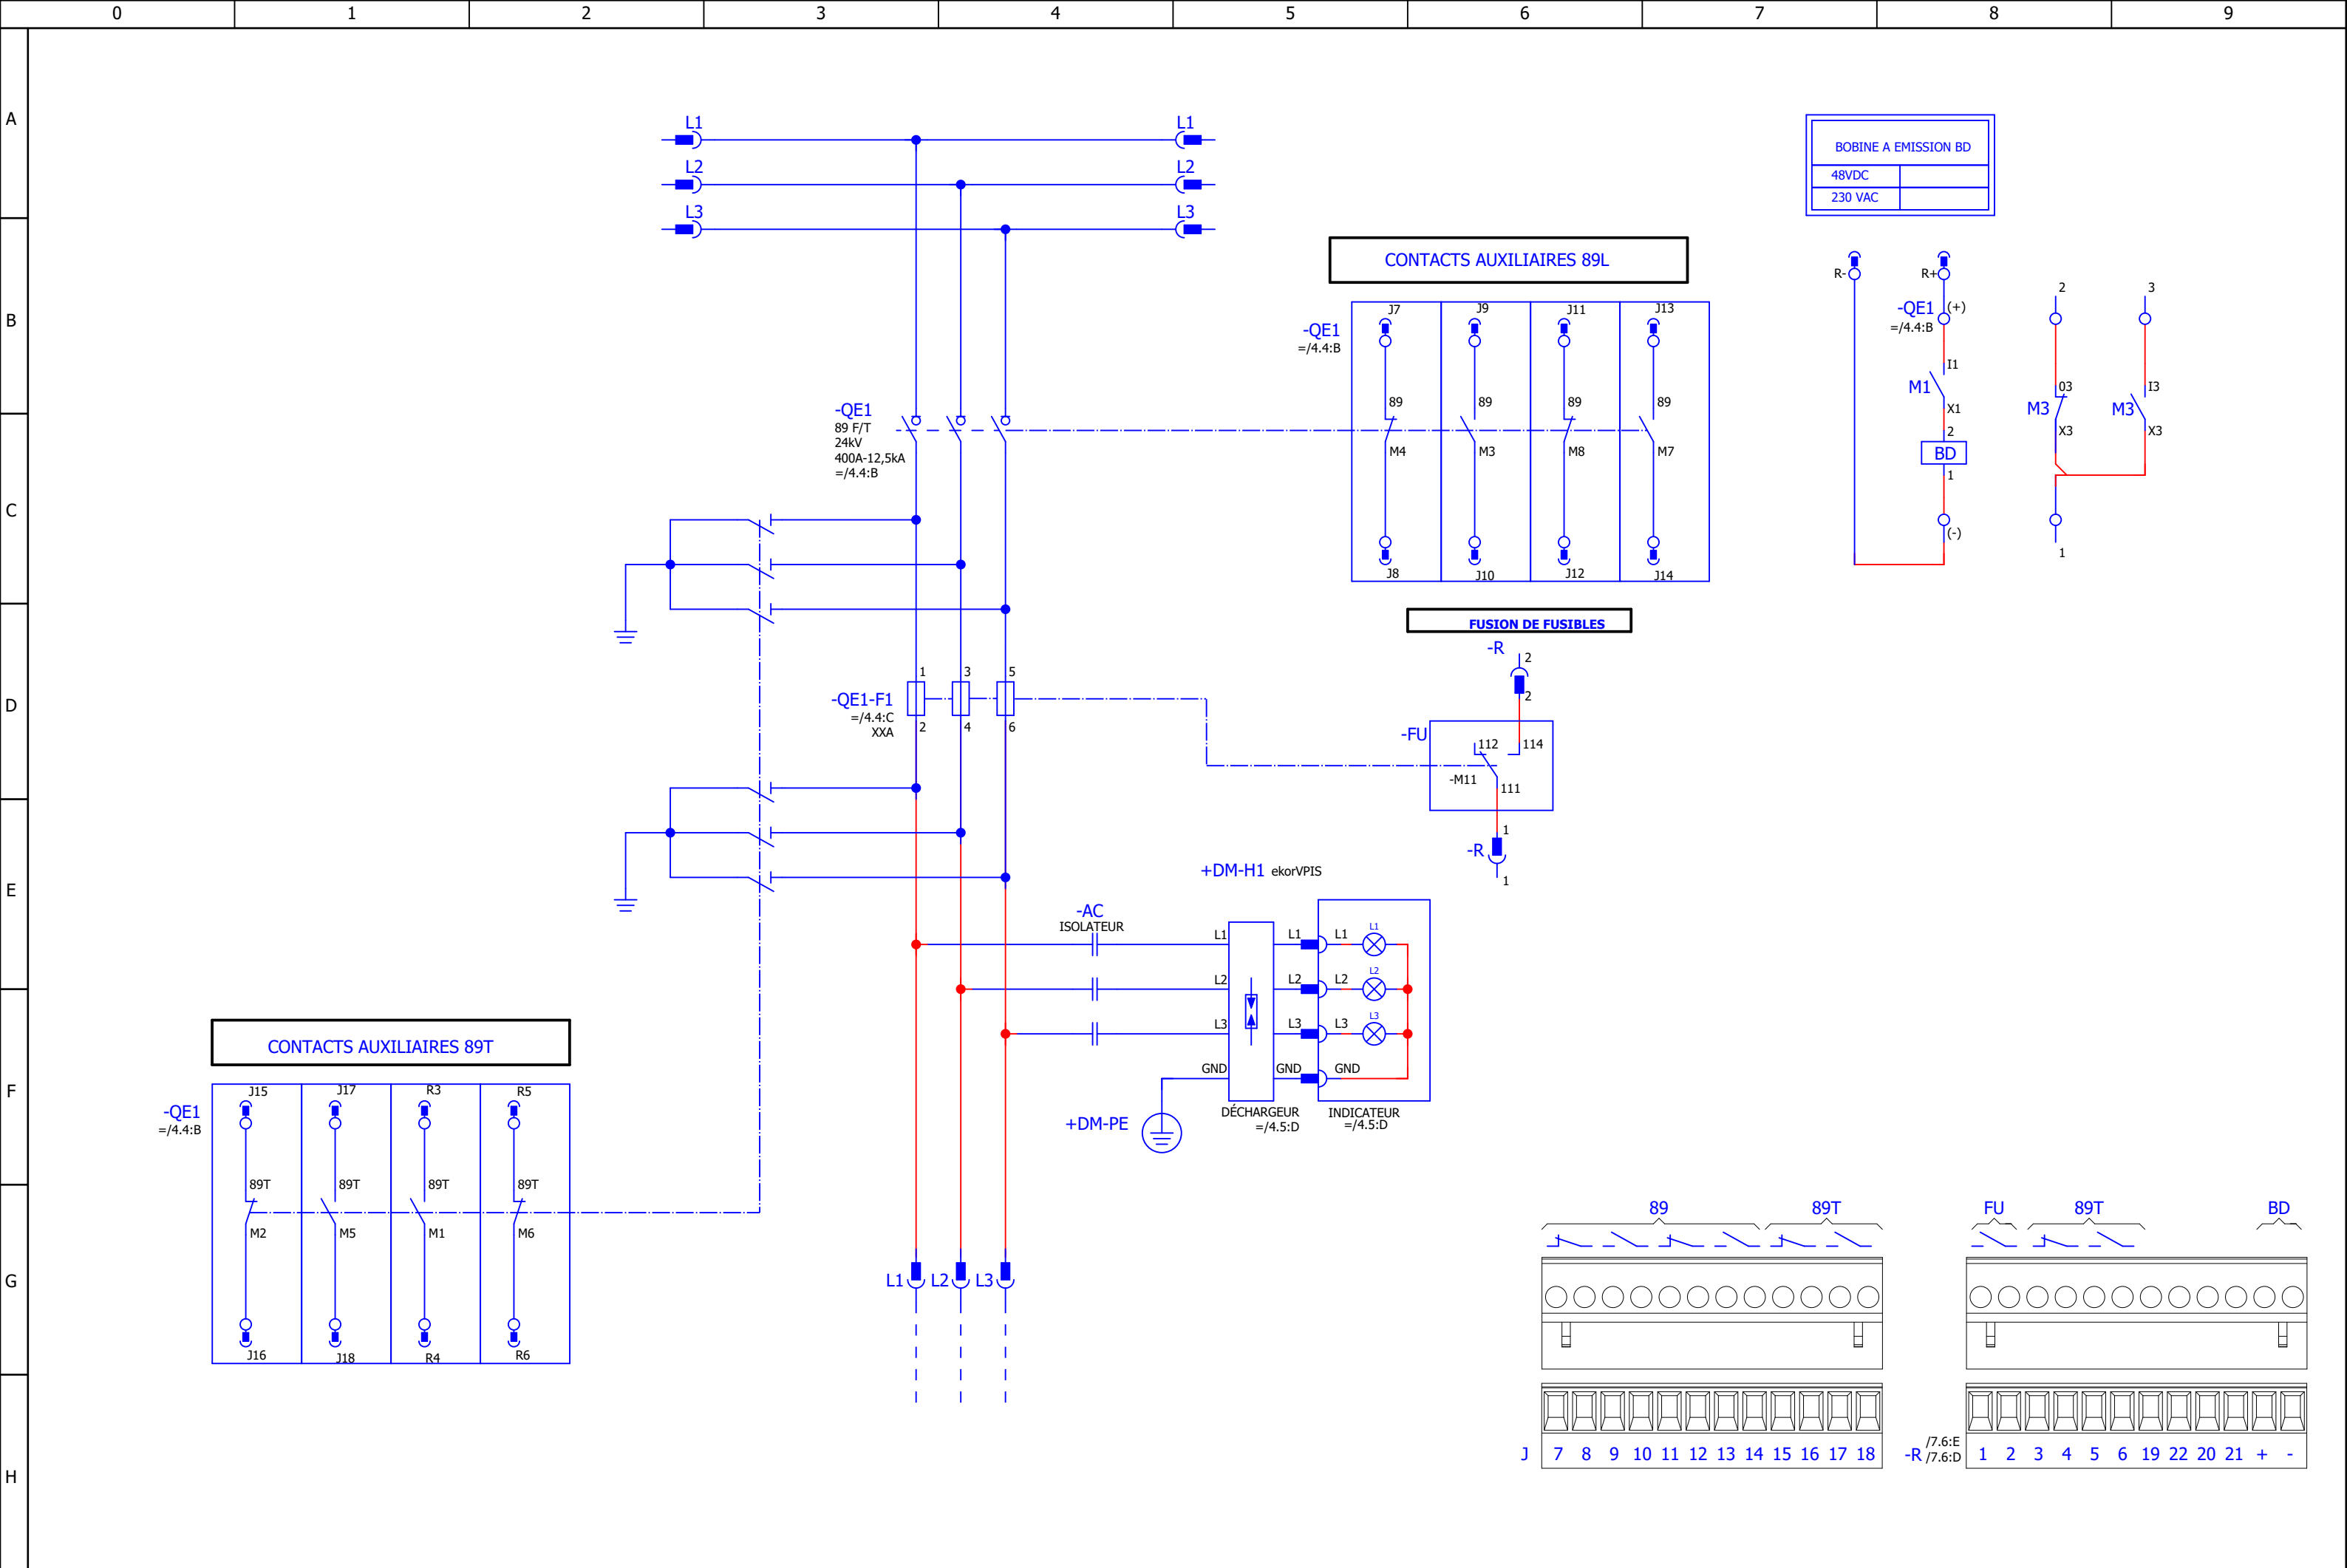 0 1 2 3 4 5 6 7 8 9
A
B
C
D
E
F
G
H
L1 L1
L2 L2
L3 L3
BOBINE A EMISSION BD
48VDC
230 VAC
CONTACTS AUXILIAIRES 89L
-QE1
=/4.4:B
J7 J9 J11 J13
89 89 89 89
M4 M3 M8 M7
J8 J10 J12 J14
R- R+
-QE1 (+)
=/4.4:B
I1
M1
X1
2
BD
1
(-)
2 3
03 I3
M3 M3
X3 X3
1
-QE1
89 F/T
24kV
400A-12,5kA
=/4.4:B
FUSION DE FUSIBLES
-R 2
2
-FU
112 114
-M11
111
1
-R
1
1 3 5
-QE1-F1
=/4.4:C
XXA
2 4 6
+DM-H1 ekorVPIS
-AC
ISOLATEUR
L1 L1 L1 L1
L2 L2 L2 L2
L3 L3 L3 L3
GND GND GND
+DM-PE
DÉCHARGEUR
=/4.5:D
INDICATEUR
=/4.5:D
CONTACTS AUXILIAIRES 89T
-QE1
=/4.4:B
J15 J17 R3 R5
89T 89T 89T 89T
M2 M5 M1 M6
J16 J18 R4 R6
L1 L2 L3
89 89T
FU 89T BD
J 7 8 9 10 11 12 13 14 15 16 17 18
-R /7.6:E
/7.6:D
1 2 3 4 5 6 19 22 20 21 + -